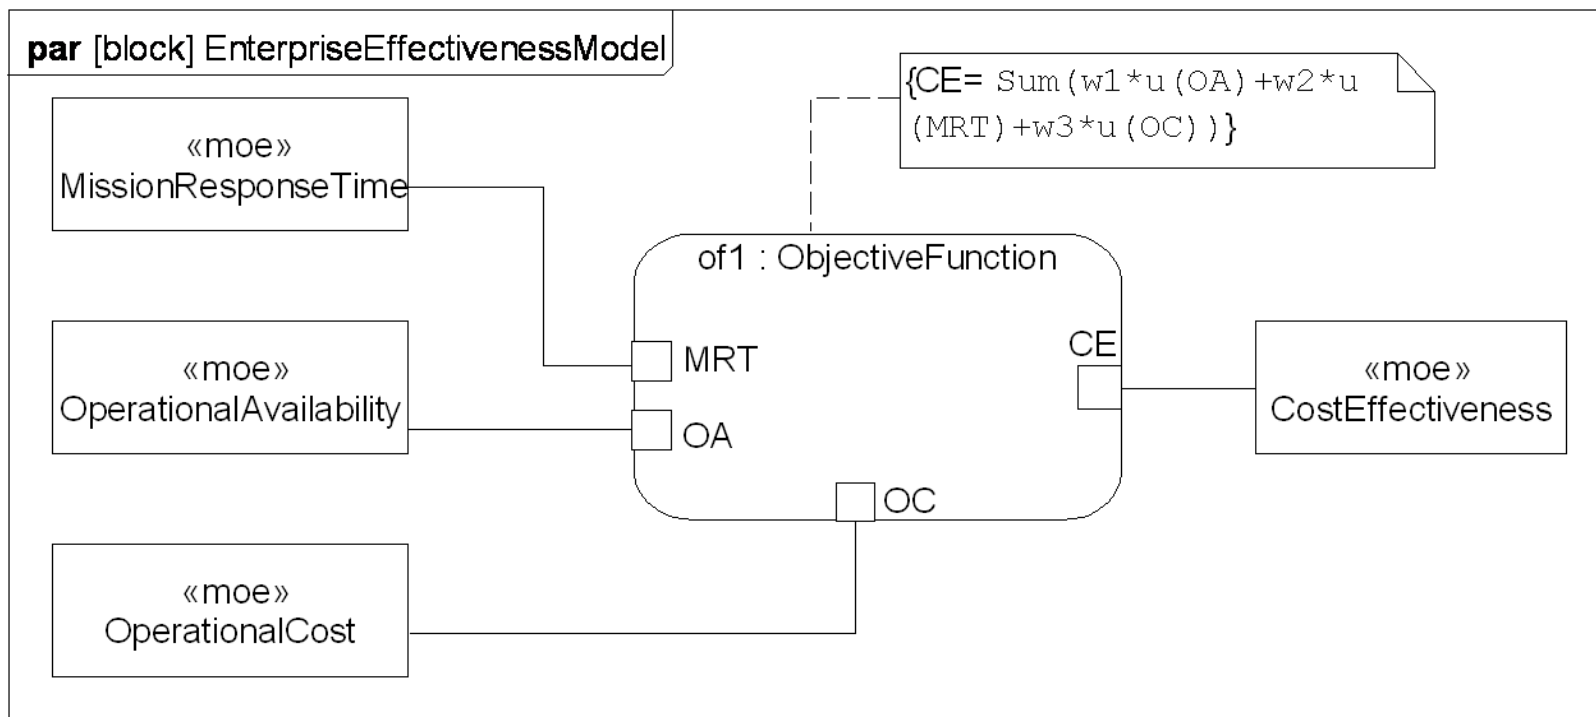 par [block] EnterpriseEffectivenessModel
{CE= Sum(w1*u(OA)+w2*u
(MRT)+w3*u(OC))}
«moe»
MissionResponseTime
of1 : ObjectiveFunction
MRT
CE
«moe»
OperationalAvailability
OA
«moe»
CostEffectiveness
OC
«moe»
OperationalCost